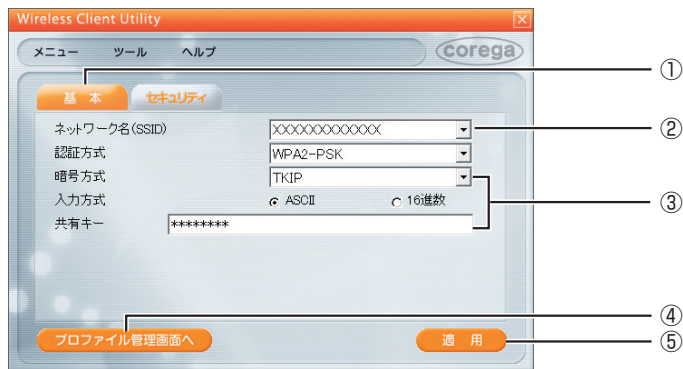 Wireless Client Utility
メニュー ツール ヘルプ corega
①
基 本 セキュリティ
ネットワーク名(SSID) XXXXXXXXXXXX ②
認証方式 WPA2-PSK
暗号方式 TKIP
入力方式 ASCII 16進数 ③
共有キー ********
④
プロファイル管理画面へ 適 用 ⑤